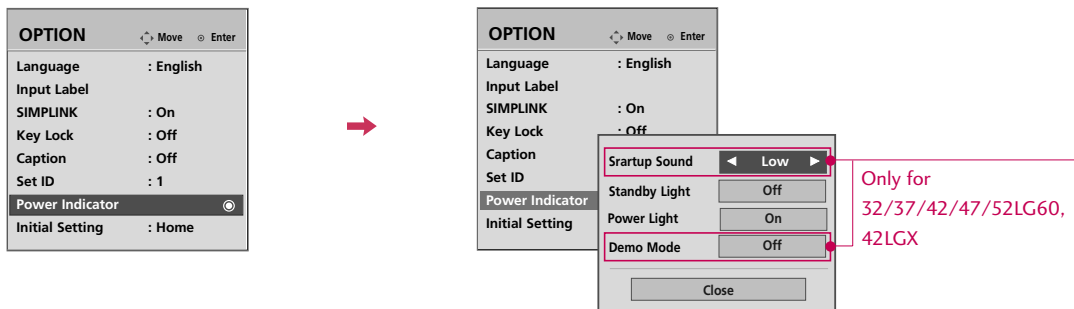 OPTION Move Enter
Language : English
Input Label
SIMPLINK : On
Key Lock : Off
Caption : Off
Set ID : 1
Power Indicator
Initial Setting : Home
OPTION Move Enter
Language : English
Input Label
SIMPLINK : On
Key Lock : Off
Caption
Set ID
Power Indicator
Initial Setting
Srartup Sound Low
Standby Light Off
Power Light On
Demo Mode Off
Close
Only for
32/37/42/47/52LG60,
42LGX